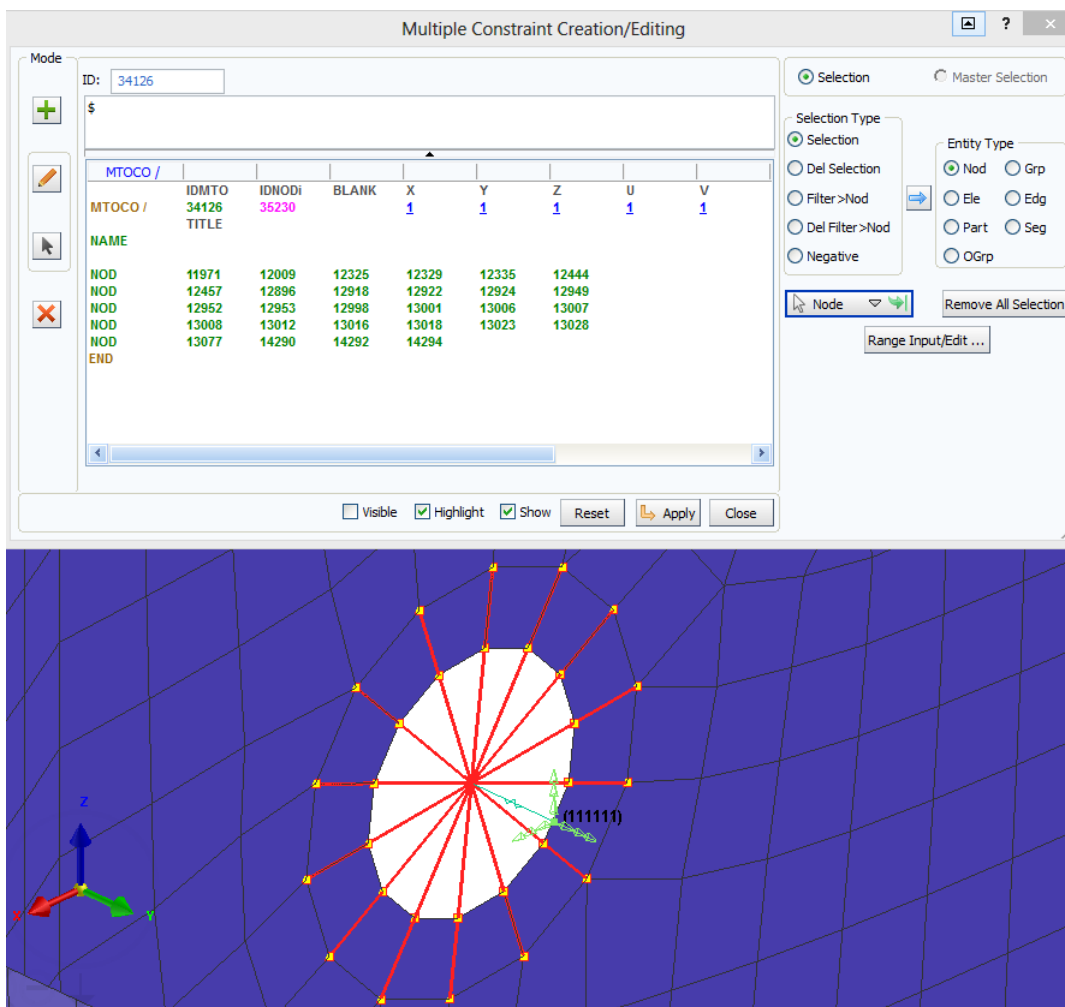 Multiple Constraint Creation/Editing
?
Mode
ID: 34126
$
MTOCO /
IDMTO IDNODi BLANK X Y Z U V
MTOCO / 34126 35230 1 1 1 1 1
TITLE
NAME
NOD 11971 12009 12325 12329 12335 12444
NOD 12457 12896 12918 12922 12924 12949
NOD 12952 12953 12998 13001 13006 13007
NOD 13008 13012 13016 13018 13023 13028
NOD 13077 14290 14292 14294
END
Visible Highlight Show Reset Apply Close
Selection Master Selection
Selection Type
Selection
Del Selection
Filter>Nod
Del Filter>Nod
Negative
Entity Type
Nod Grp
Ele Edg
Part Seg
OGrp
Node Remove All Selection
Range Input/Edit ...
(111111)
Z
X
Y